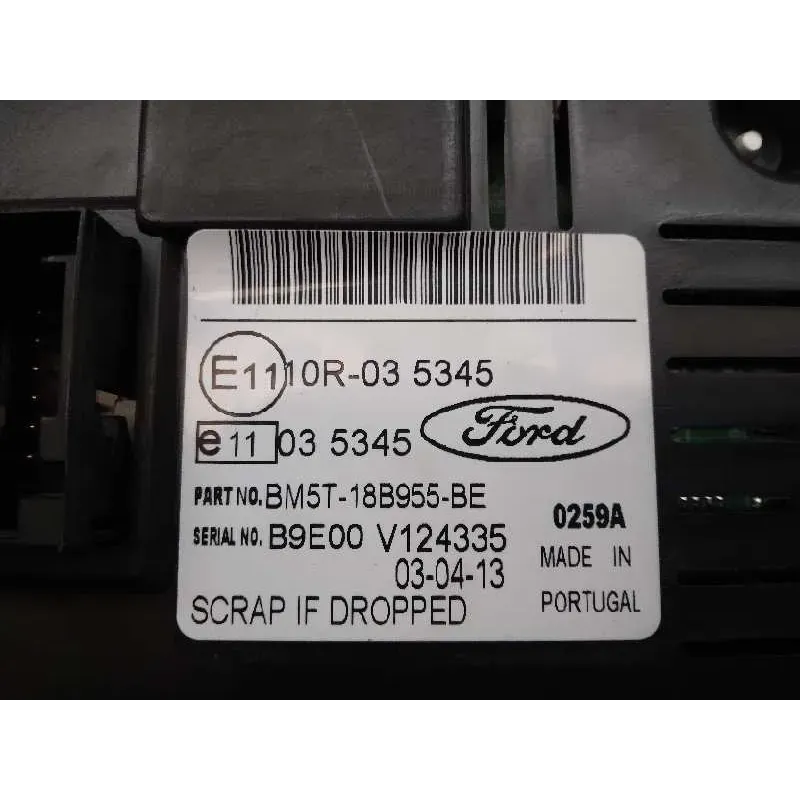 E11 10R-03 5345
e11 03 5345 Ford
PART NO. BM5T-18B955-BE
SERIAL NO. B9E00 V124335 0259A
03-04-13 MADE IN
SCRAP IF DROPPED PORTUGAL